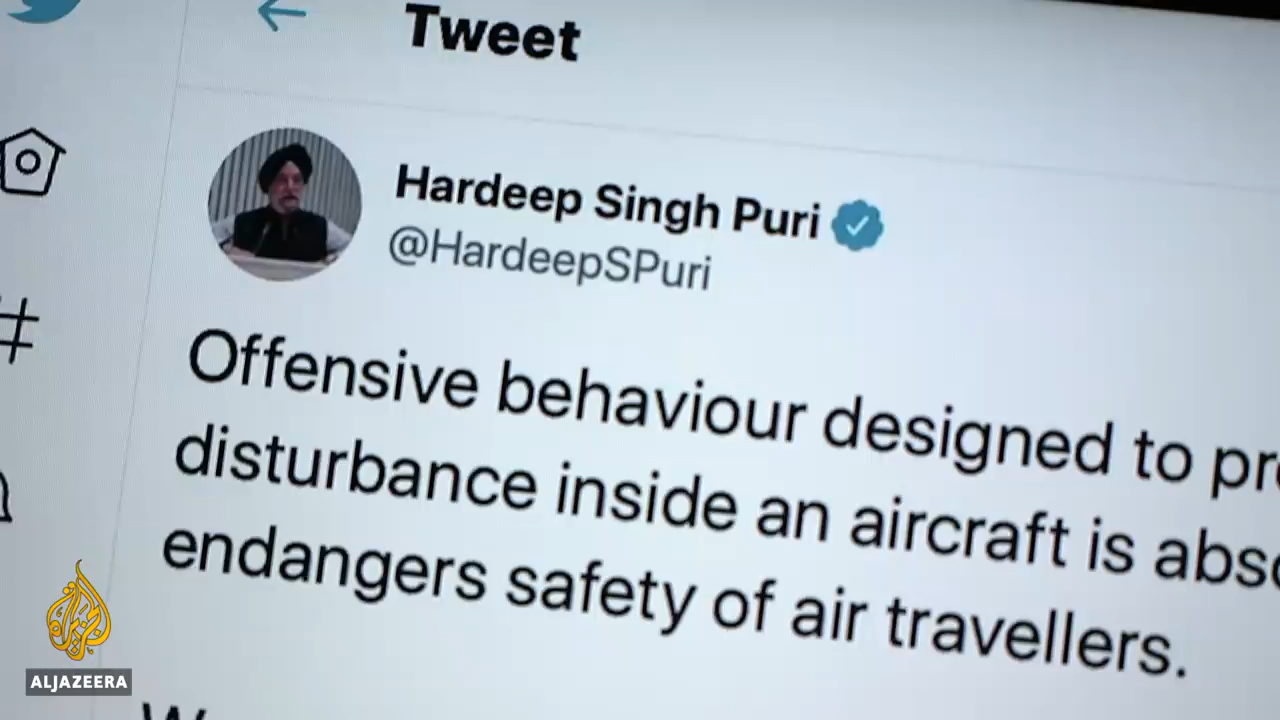 Tweet
Hardeep Singh Puri
@HardeepSPuri
Offensive behaviour designed to
disturbance inside an aircraft is
endangers safety of air travellers.
ALJAZEERA